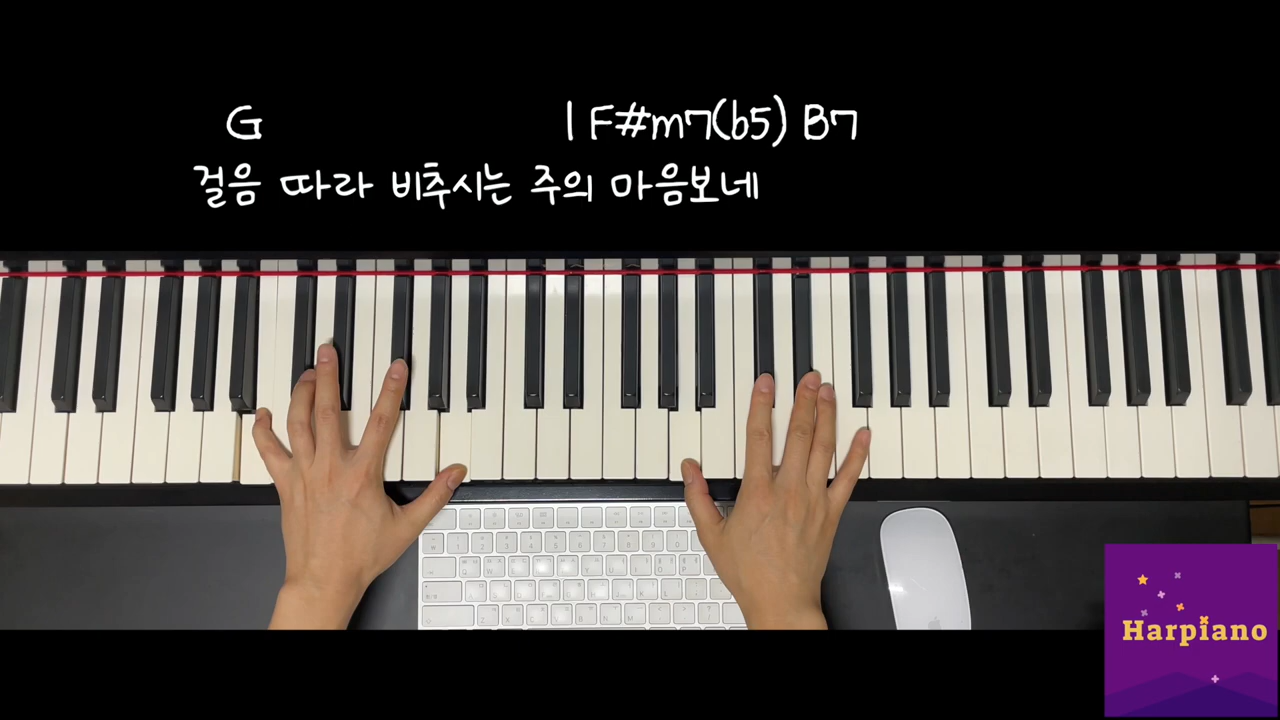 G | F#m7(b5) B7
걸음 따라 비추시는 주의 마음보네
Harpiano